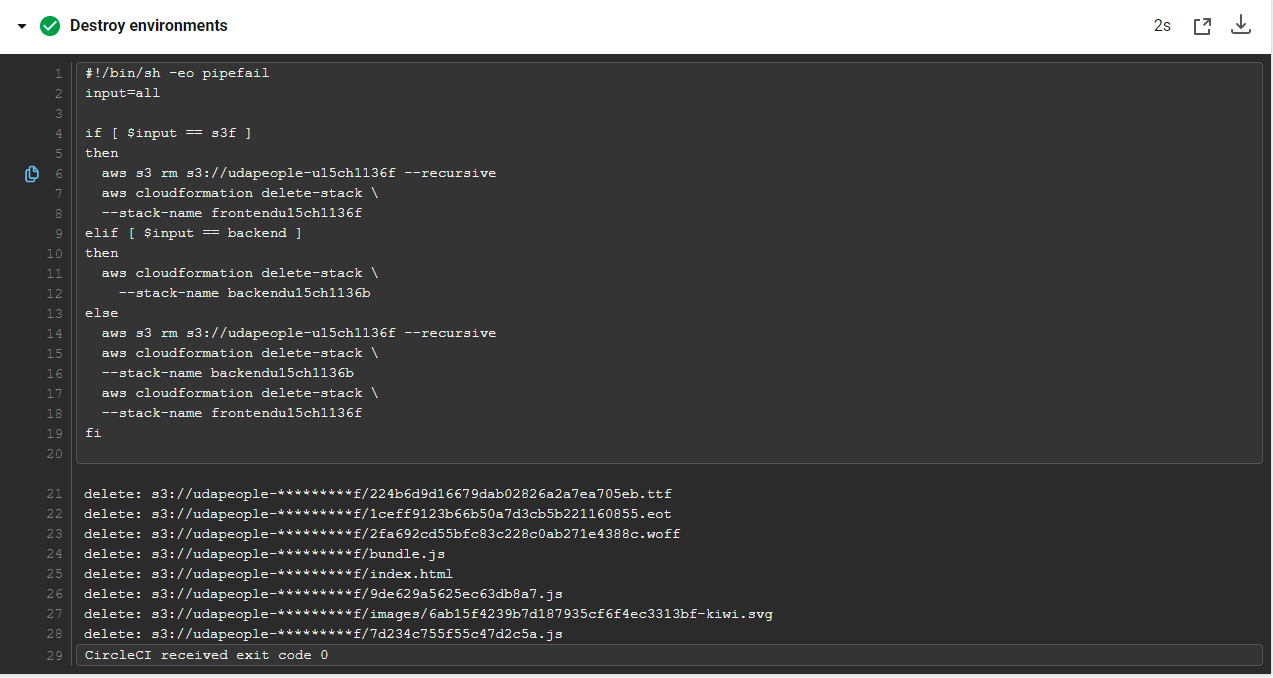 Destroy environments 2s
1 #!/bin/sh -eo pipefail
2 input=all
3
4 if [ $input == s3f ]
5 then
6 aws s3 rm s3://udapeople-u15ch1136f --recursive
7 aws cloudformation delete-stack \
8 --stack-name frontendu15ch1136f
9 elif [ $input == backend ]
10 then
11 aws cloudformation delete-stack \
12 --stack-name backendu15ch1136b
13 else
14 aws s3 rm s3://udapeople-u15ch1136f --recursive
15 aws cloudformation delete-stack \
16 --stack-name backendu15ch1136b
17 aws cloudformation delete-stack \
18 --stack-name frontendu15ch1136f
19 fi
20
21 delete: s3://udapeople-*********f/224b6d9d16679dab02826a2a7ea705eb.ttf
22 delete: s3://udapeople-*********f/1ceff9123b66b50a7d3cb5b221160855.eot
23 delete: s3://udapeople-*********f/2fa692cd55bfc83c228c0ab271e4388c.woff
24 delete: s3://udapeople-*********f/bundle.js
25 delete: s3://udapeople-*********f/index.html
26 delete: s3://udapeople-*********f/9de629a5625ec63db8a7.js
27 delete: s3://udapeople-*********f/images/6ab15f4239b7d187935cf6f4ec3313bf-kiwi.svg
28 delete: s3://udapeople-*********f/7d234c755f55c47d2c5a.js
29 CircleCI received exit code 0